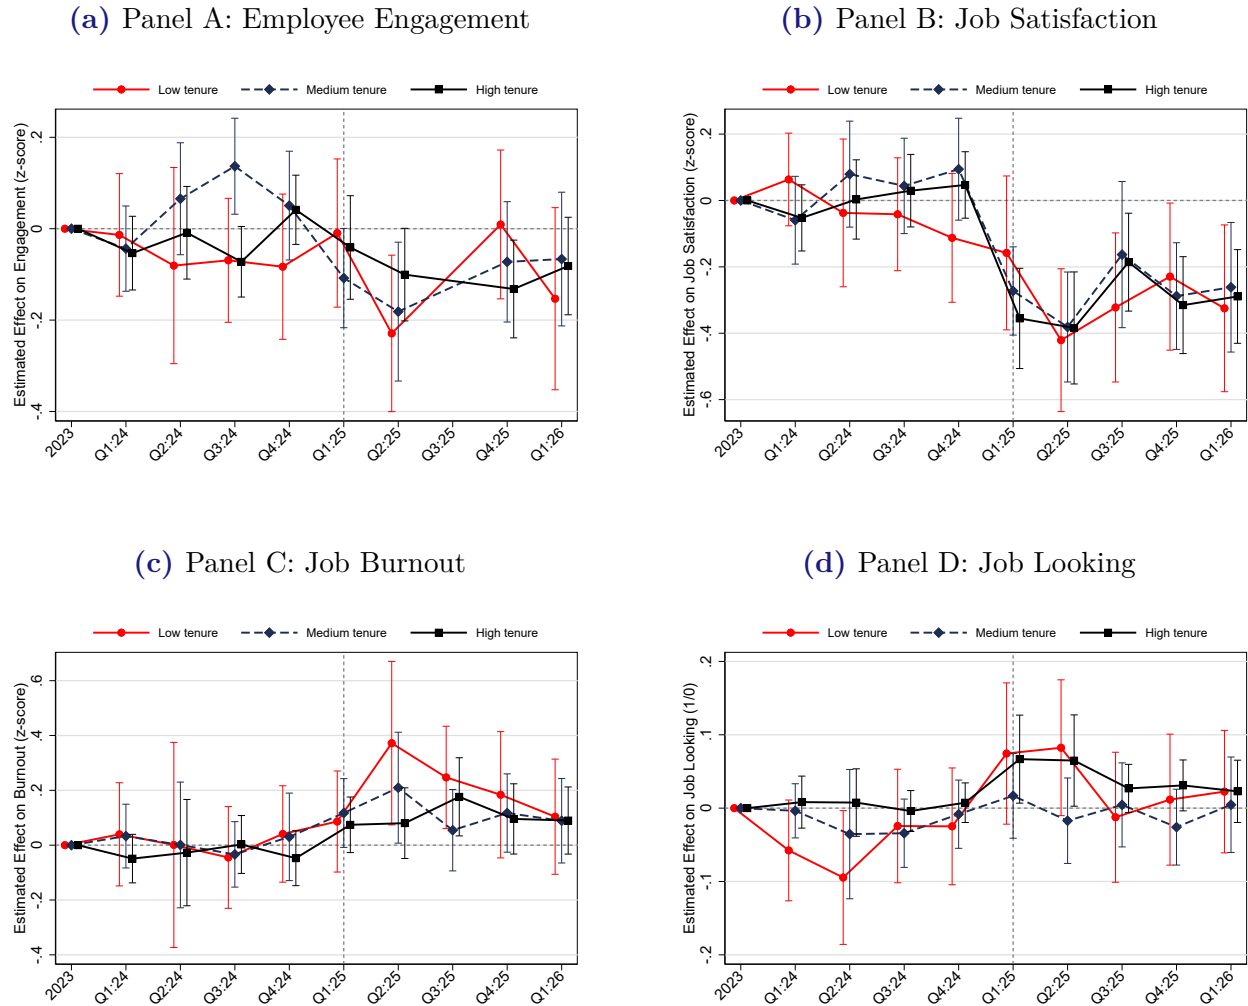 (a) Panel A: Employee Engagement
Low tenure Medium tenure High tenure
Estimated Effect on Engagement (z-score)
.2
0
-.2
-.4
2023 Q1:24 Q2:24 Q3:24 Q4:24 Q1:25 Q2:25 Q3:25 Q4:25 Q1:26
(b) Panel B: Job Satisfaction
Low tenure Medium tenure High tenure
Estimated Effect on Job Satisfaction (z-score)
.2
0
-.2
-.4
-.6
2023 Q1:24 Q2:24 Q3:24 Q4:24 Q1:25 Q2:25 Q3:25 Q4:25 Q1:26
(c) Panel C: Job Burnout
Low tenure Medium tenure High tenure
Estimated Effect on Burnout (z-score)
.6
.4
.2
0
-.2
-.4
2023 Q1:24 Q2:24 Q3:24 Q4:24 Q1:25 Q2:25 Q3:25 Q4:25 Q1:26
(d) Panel D: Job Looking
Low tenure Medium tenure High tenure
Estimated Effect on Job Looking (1/0)
.2
.1
0
-.1
-.2
2023 Q1:24 Q2:24 Q3:24 Q4:24 Q1:25 Q2:25 Q3:25 Q4:25 Q1:26